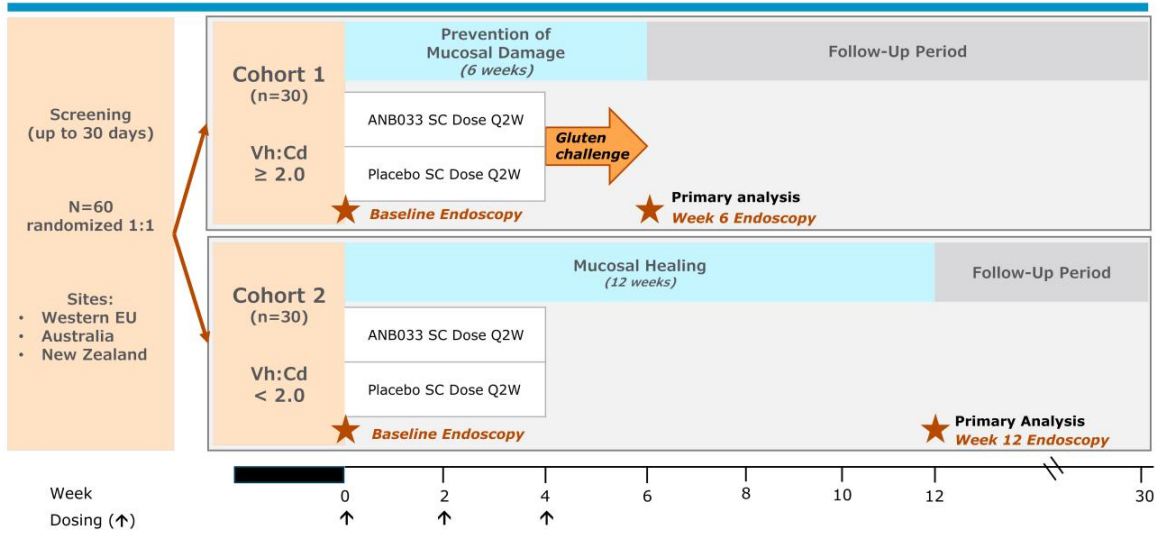 Screening
(up to 30 days)
N=60
randomized 1:1
Sites:
• Western EU
• Australia
• New Zealand
Cohort 1
(n=30)
Vh:Cd
≥ 2.0
Prevention of
Mucosal Damage
(6 weeks)
Follow-Up Period
ANB033 SC Dose Q2W
Placebo SC Dose Q2W
Gluten
challenge
Baseline Endoscopy
Primary analysis
Week 6 Endoscopy
Cohort 2
(n=30)
Vh:Cd
< 2.0
Mucosal Healing
(12 weeks)
Follow-Up Period
ANB033 SC Dose Q2W
Placebo SC Dose Q2W
Baseline Endoscopy
Primary Analysis
Week 12 Endoscopy
Week 0 2 4 6 8 10 12 30
Dosing (↑) ↑ ↑ ↑